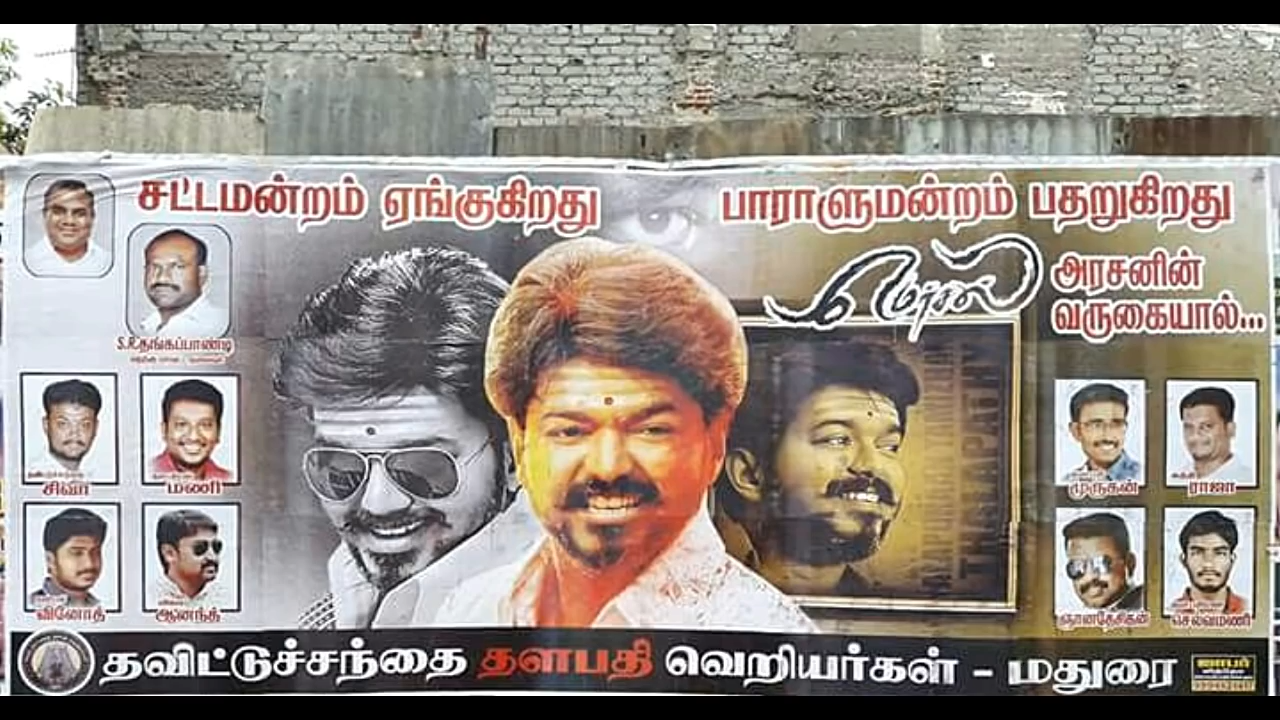 சட்டமன்றம் ஏங்குகிறது
பாராளுமன்றம் பதறுகிறது
மெர்சல்
அரசனின்
வருகையால்...
S.R.தங்கப்பாண்டி
சிவா
மணி
வினோத்
ஆனந்த்
முருகன்
ராஜா
ஞானதேசிகன்
செல்வமணி
தவிட்டுச்சந்தை தளபதி வெறியர்கள் - மதுரை